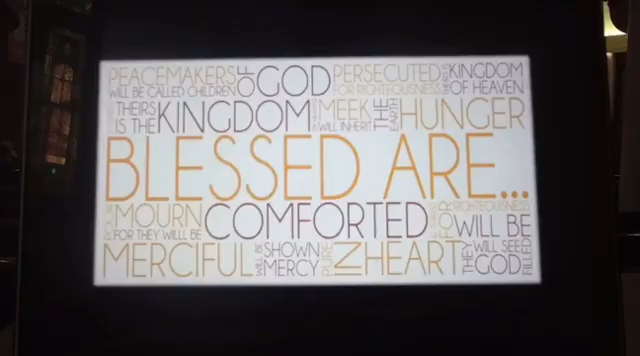 PEACEMAKERS OF GOD PERSECUTED KINGDOM
WILL BE CALLED CHILDREN FOR RIGHTEOUSNESS OF HEAVEN
THEIRS IS THE KINGDOM MEEK WILL INHERIT THE EARTH HUNGER
BLESSED ARE...
MOURN FOR THEY WILL BE COMFORTED FOR RIGHTEOUSNESS WILL BE FILLED
MERCIFUL WILL BE SHOWN MERCY PURE IN HEART THEY WILL SEE GOD